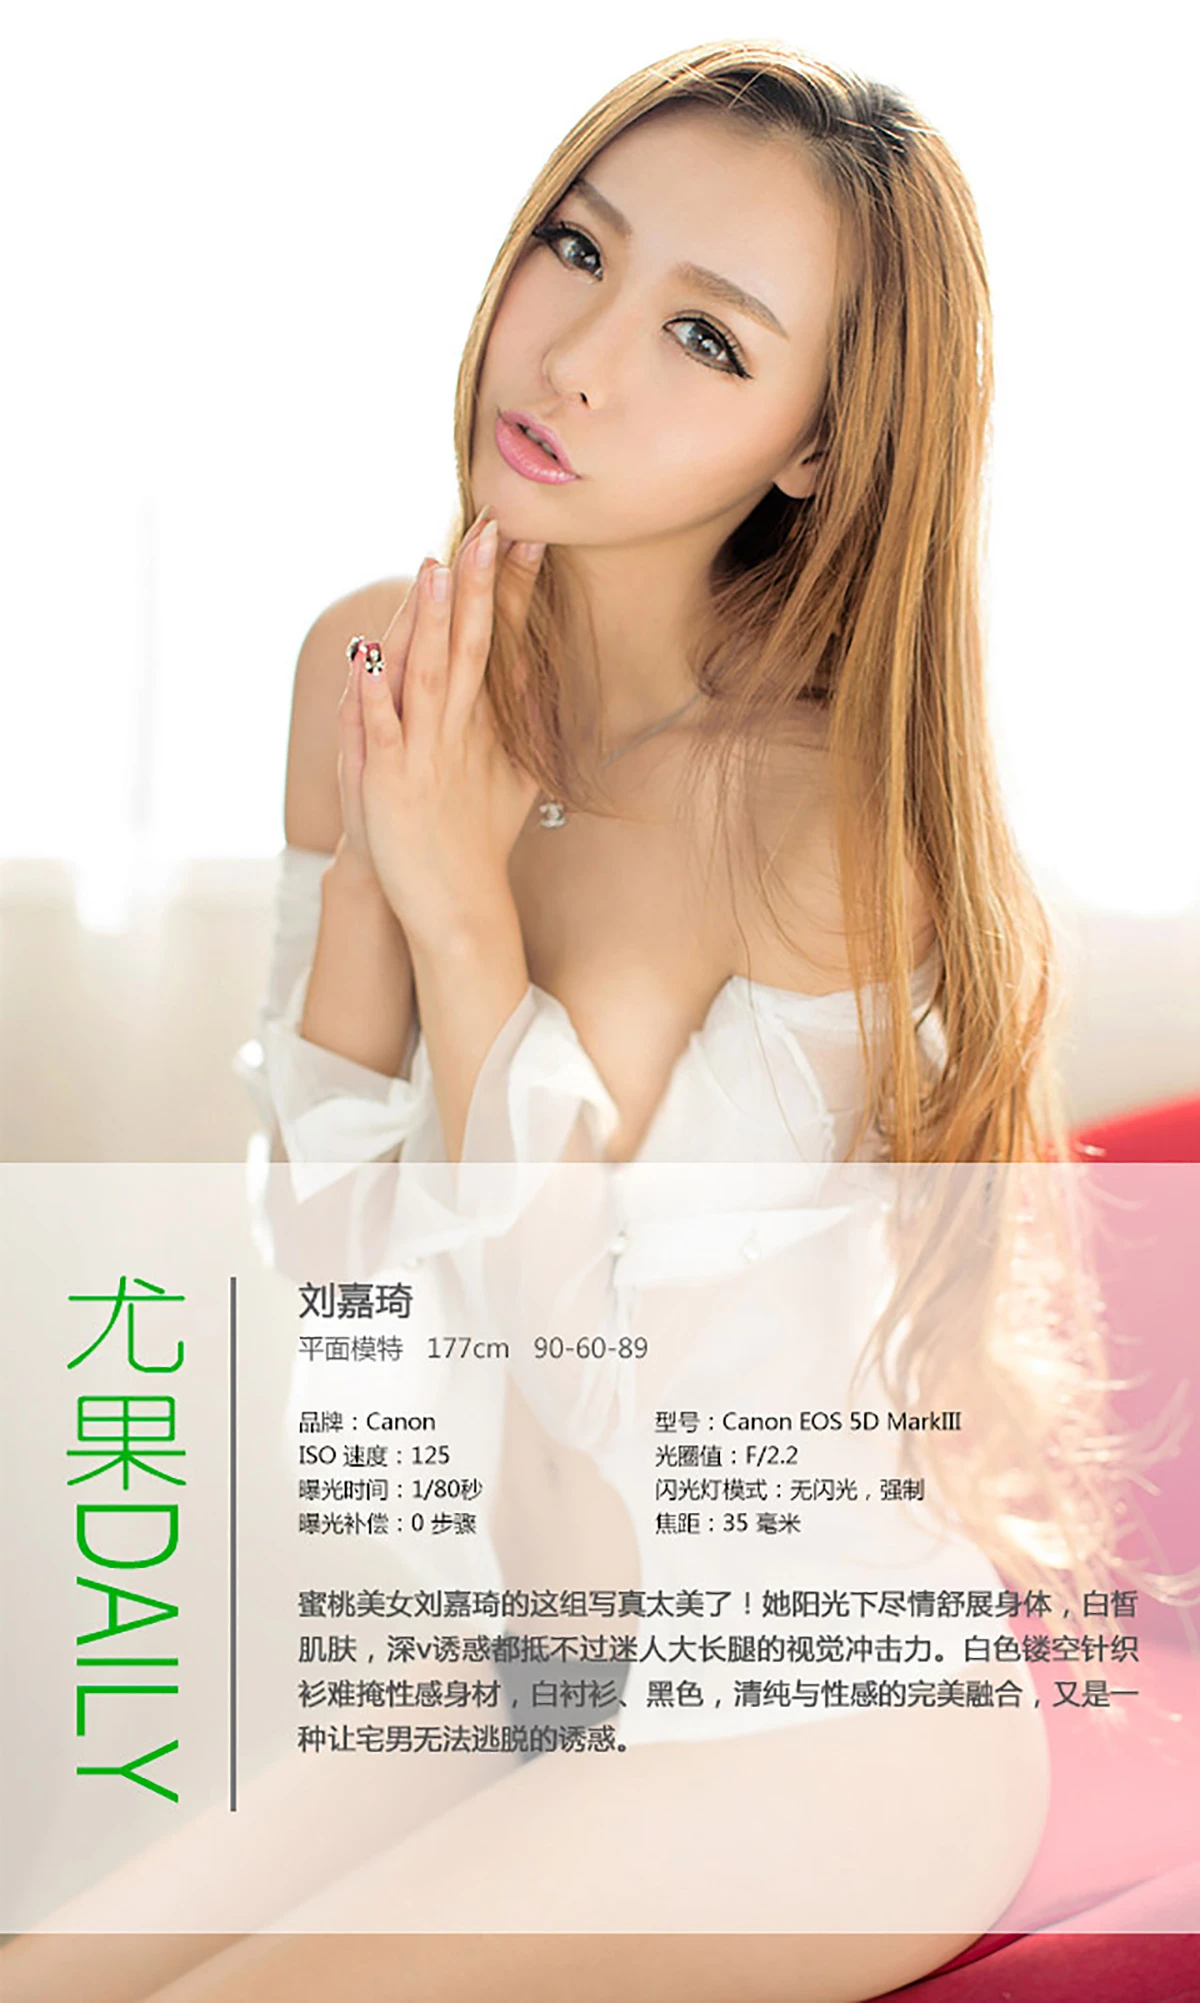 尤果DAILY
刘嘉琦
平面模特 177cm 90-60-89
品牌：Canon 型号：Canon EOS 5D MarkIII
ISO 速度：125 光圈值：F/2.2
曝光时间：1/80秒 闪光灯模式：无闪光，强制
曝光补偿：0 步骤 焦距：35 毫米
蜜桃美女刘嘉琦的这组写真太美了！她阳光下尽情舒展身体，白皙
肌肤，深v诱惑都抵不过迷人大长腿的视觉冲击力。白色镂空针织
衫难掩性感身材，白衬衫、黑色，清纯与性感的完美融合，又是一
种让宅男无法逃脱的诱惑。